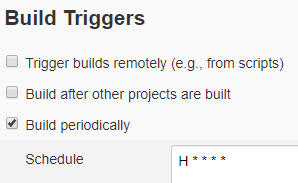 Build Triggers
Trigger builds remotely (e.g., from scripts)
Build after other projects are built
Build periodically
Schedule
H * * * *